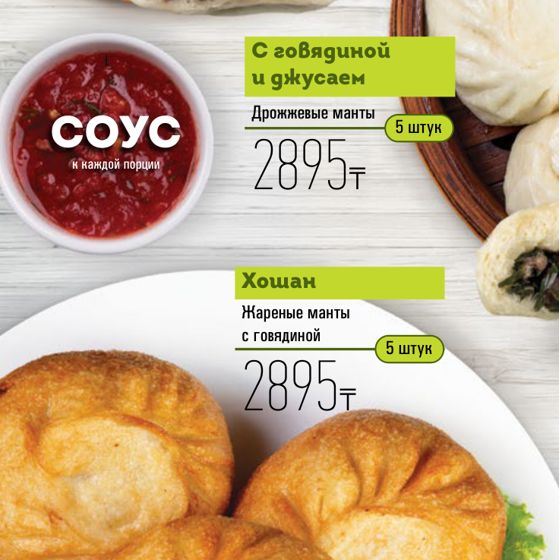 СОУС
к каждой порции
С говядиной
и джусаем
Дрожжевые манты
5 штук
2895₸
Хошан
Жареные манты
с говядиной
5 штук
2895₸